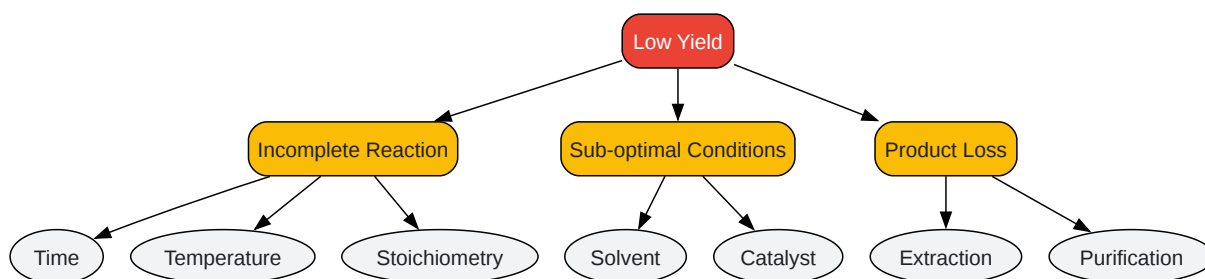 Low Yield
Incomplete Reaction
Sub-optimal Conditions
Product Loss
Time
Temperature
Stoichiometry
Solvent
Catalyst
Extraction
Purification